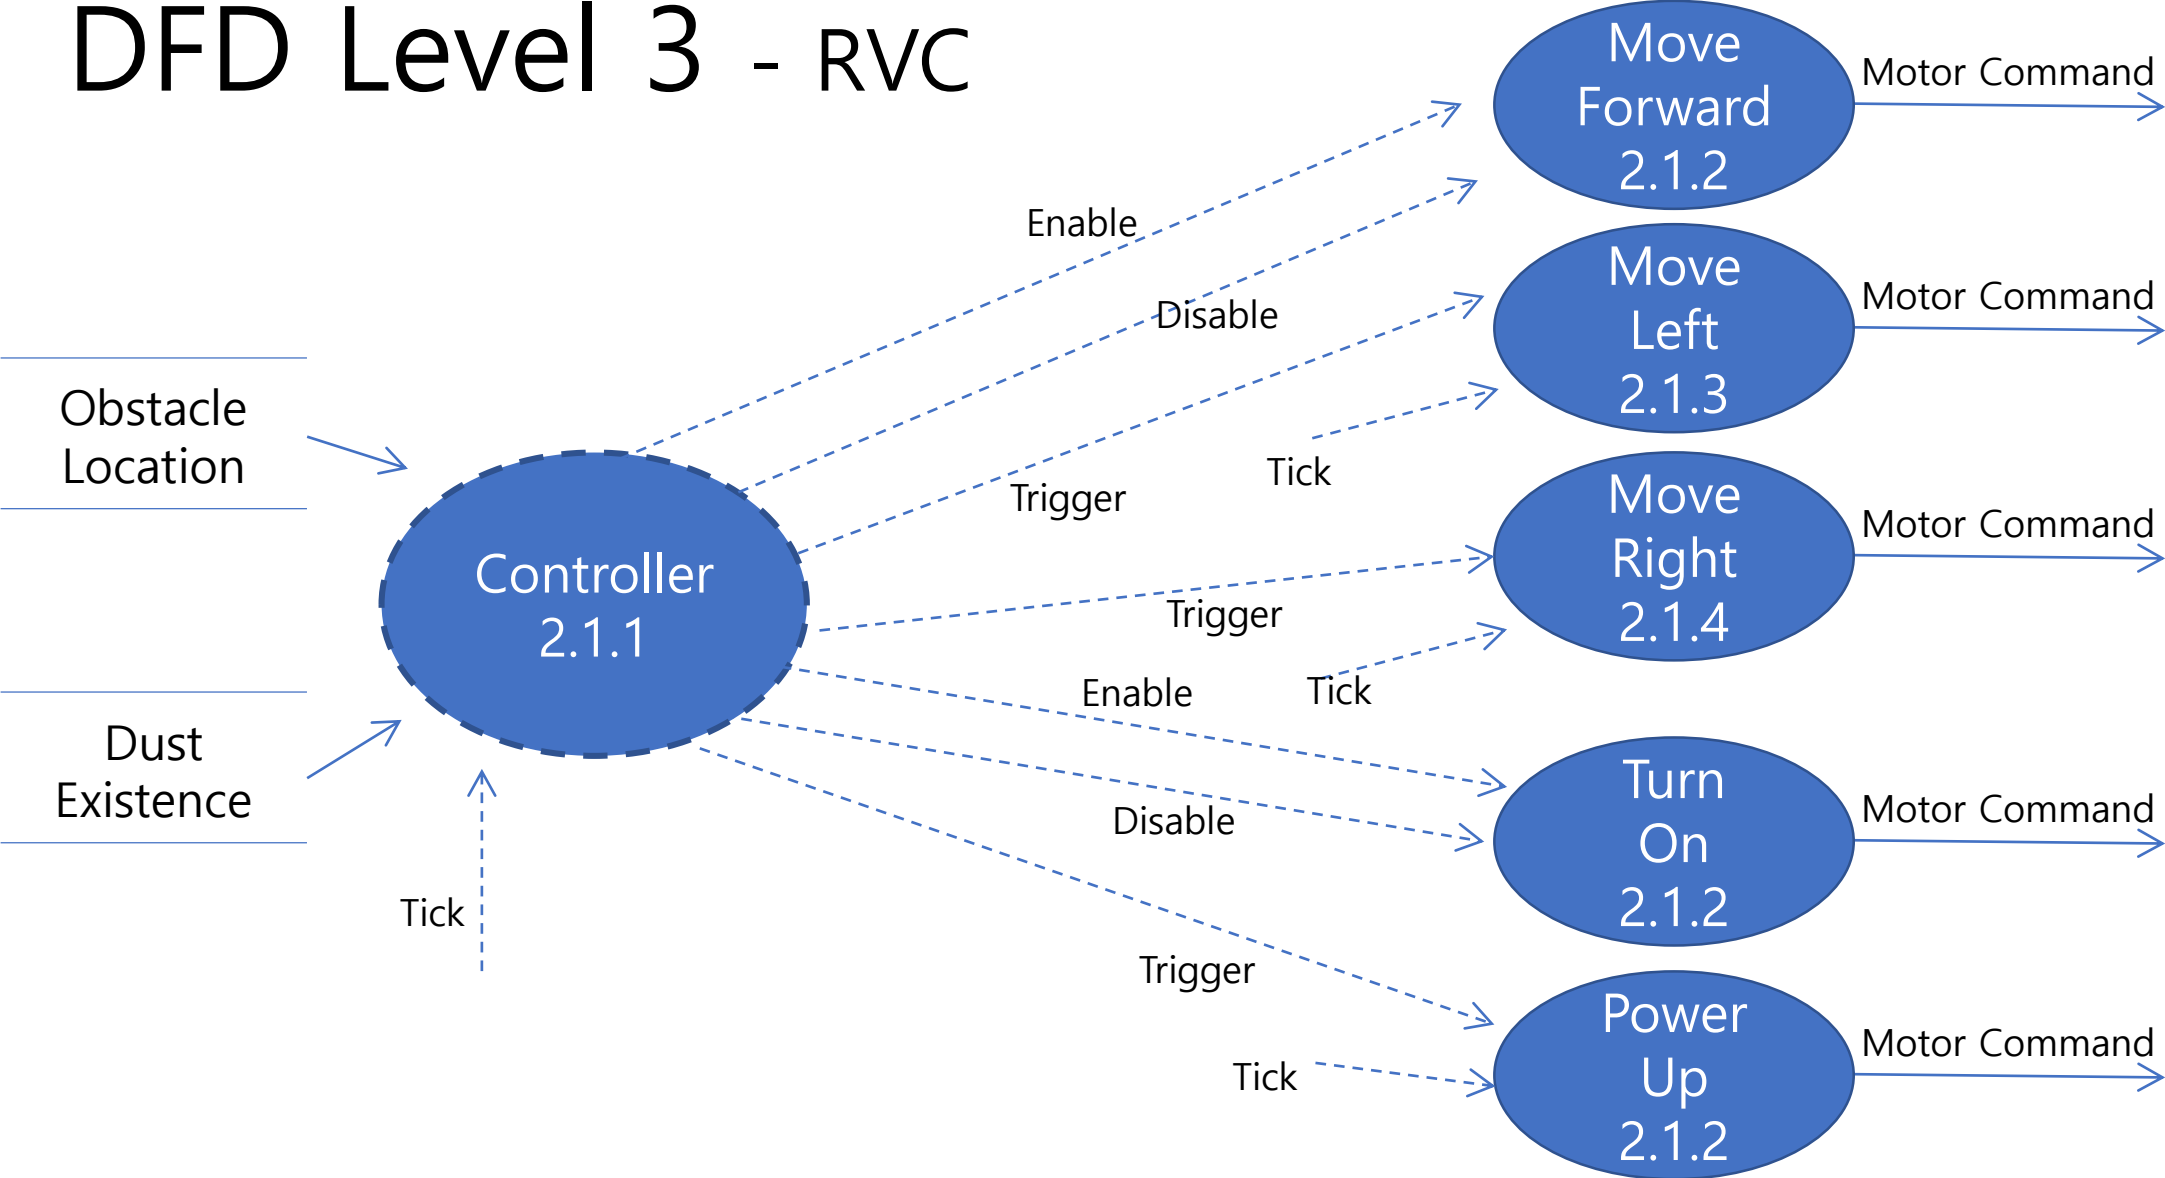 DFD Level 3 - RVC
Move
Forward
2.1.2
Motor Command
Enable
Disable
Move
Left
2.1.3
Motor Command
Trigger
Tick
Obstacle
Location
Controller
2.1.1
Move
Right
2.1.4
Motor Command
Trigger
Tick
Dust
Existence
Tick
Enable
Disable
Turn
On
2.1.2
Motor Command
Trigger
Tick
Power
Up
2.1.2
Motor Command